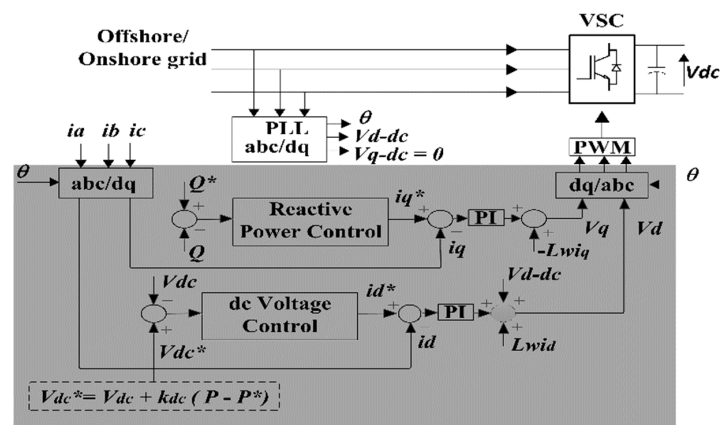 VSC
Offshore/
Onshore grid
Vdc
PLL
abc/dq
θ
Vd-dc
Vq-dc = θ
ia ib ic
PWM
θ
abc/dq
dq/abc
θ
Q*
Reactive
Power Control
iq*
PI
Q
iq
-Lwiq
Vq
Vd
Vdc
dc Voltage
Control
id*
PI
Vd-dc
Vdc*
id
Lwid
Vdc*= Vdc + kdc ( P - P*)
+
−
+
−
+
+
−
+
+
−
+
+
+